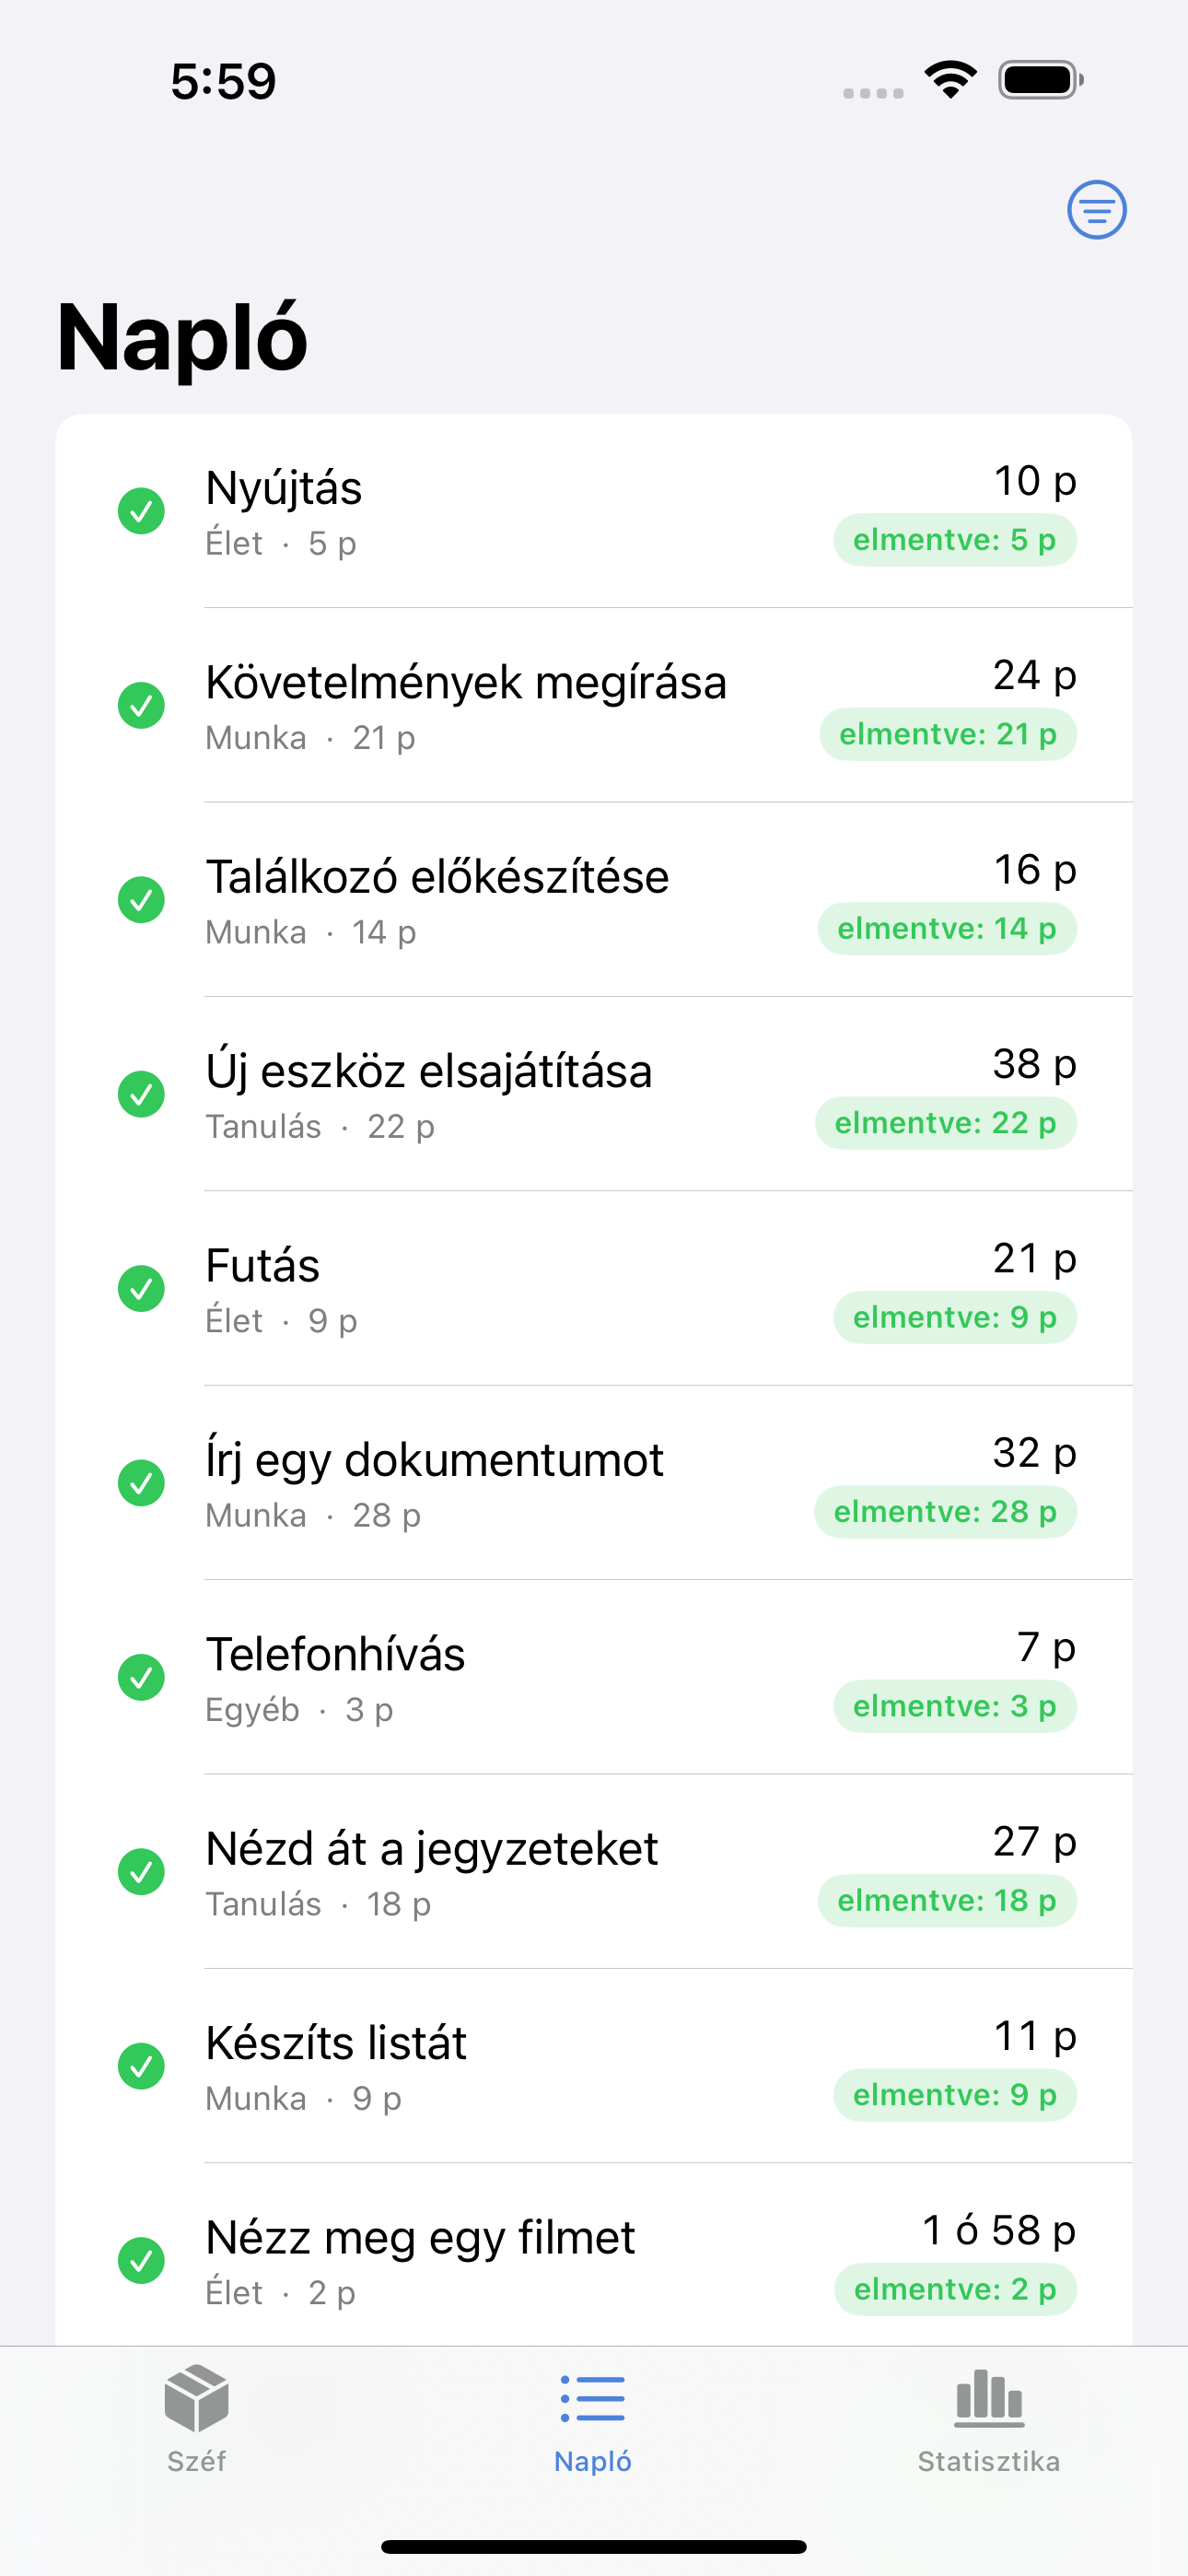 5:59
Napló
Nyújtás
10 p
Élet · 5 p
elmentve: 5 p
Követelmények megírása
24 p
Munka · 21 p
elmentve: 21 p
Találkozó előkészítése
16 p
Munka · 14 p
elmentve: 14 p
Új eszköz elsajátítása
38 p
Tanulás · 22 p
elmentve: 22 p
Futás
21 p
Élet · 9 p
elmentve: 9 p
Írj egy dokumentumot
32 p
Munka · 28 p
elmentve: 28 p
Telefonhívás
7 p
Egyéb · 3 p
elmentve: 3 p
Nézd át a jegyzeteket
27 p
Tanulás · 18 p
elmentve: 18 p
Készíts listát
11 p
Munka · 9 p
elmentve: 9 p
Nézz meg egy filmet
1 ó 58 p
Élet · 2 p
elmentve: 2 p
Széf
Napló
Statisztika